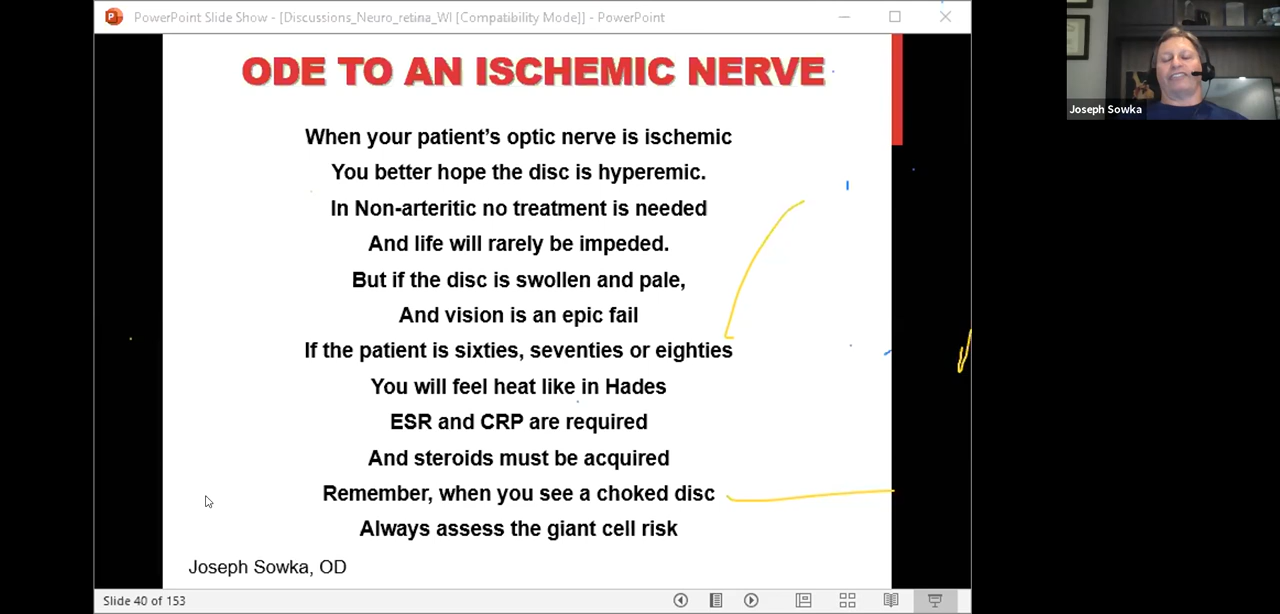 PowerPoint Slide Show - [Discussions_Neuro_retina_WI [Compatibility Mode]] - PowerPoint
ODE TO AN ISCHEMIC NERVE
When your patient's optic nerve is ischemic
You better hope the disc is hyperemic.
In Non-arteritic no treatment is needed
And life will rarely be impeded.
But if the disc is swollen and pale,
And vision is an epic fail
If the patient is sixties, seventies or eighties
You will feel heat like in Hades
ESR and CRP are required
And steroids must be acquired
Remember, when you see a choked disc
Always assess the giant cell risk
Joseph Sowka, OD
Slide 40 of 153
Joseph Sowka